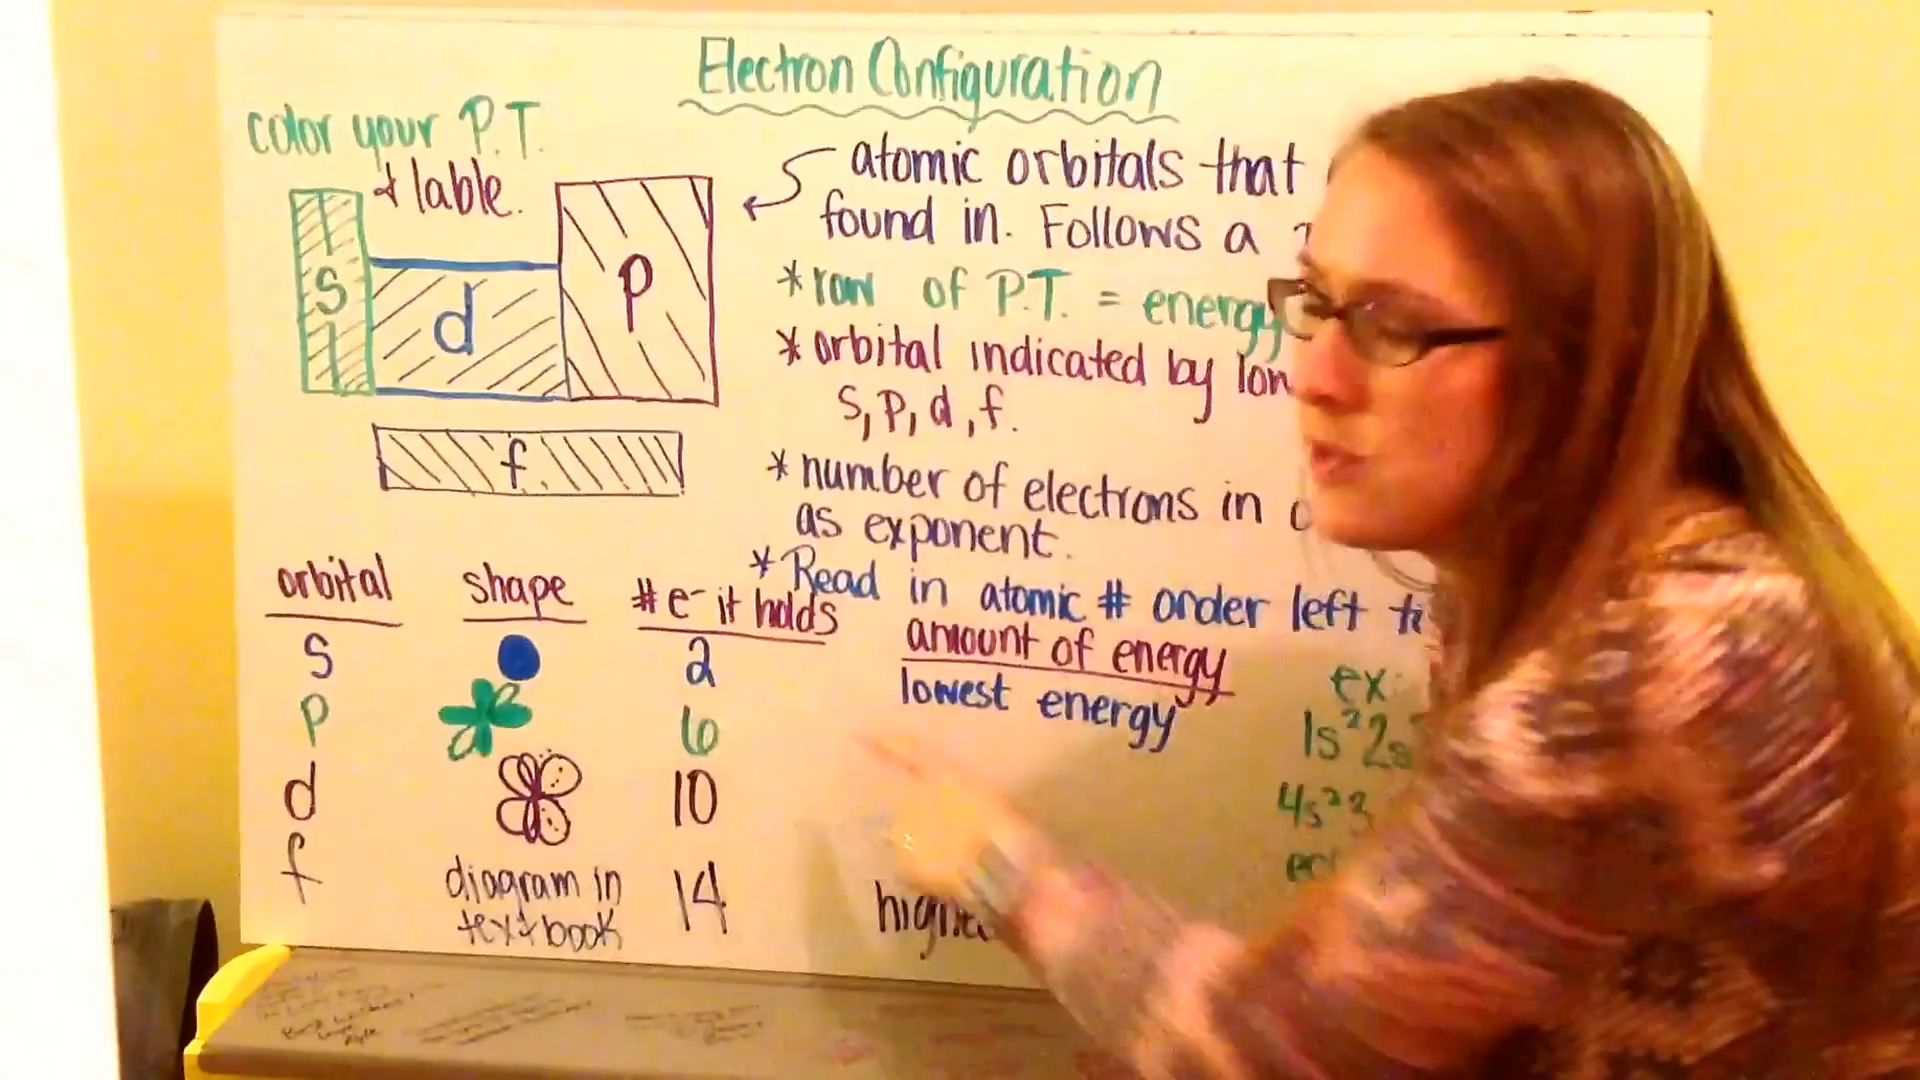 Electron Configuration
color your P.T.
& lable.
s
d
p
f
atomic orbitals that
found in. Follows a
*row of P.T. = energy
*orbital indicated by
s, p, d, f.
*number of electrons in
as exponent.
*Read in atomic # order left
orbital shape #e- it holds amount of energy
s 2 lowest energy
p 6
d 10
f diagram in textbook 14
ex:
1s²2s
4s²3